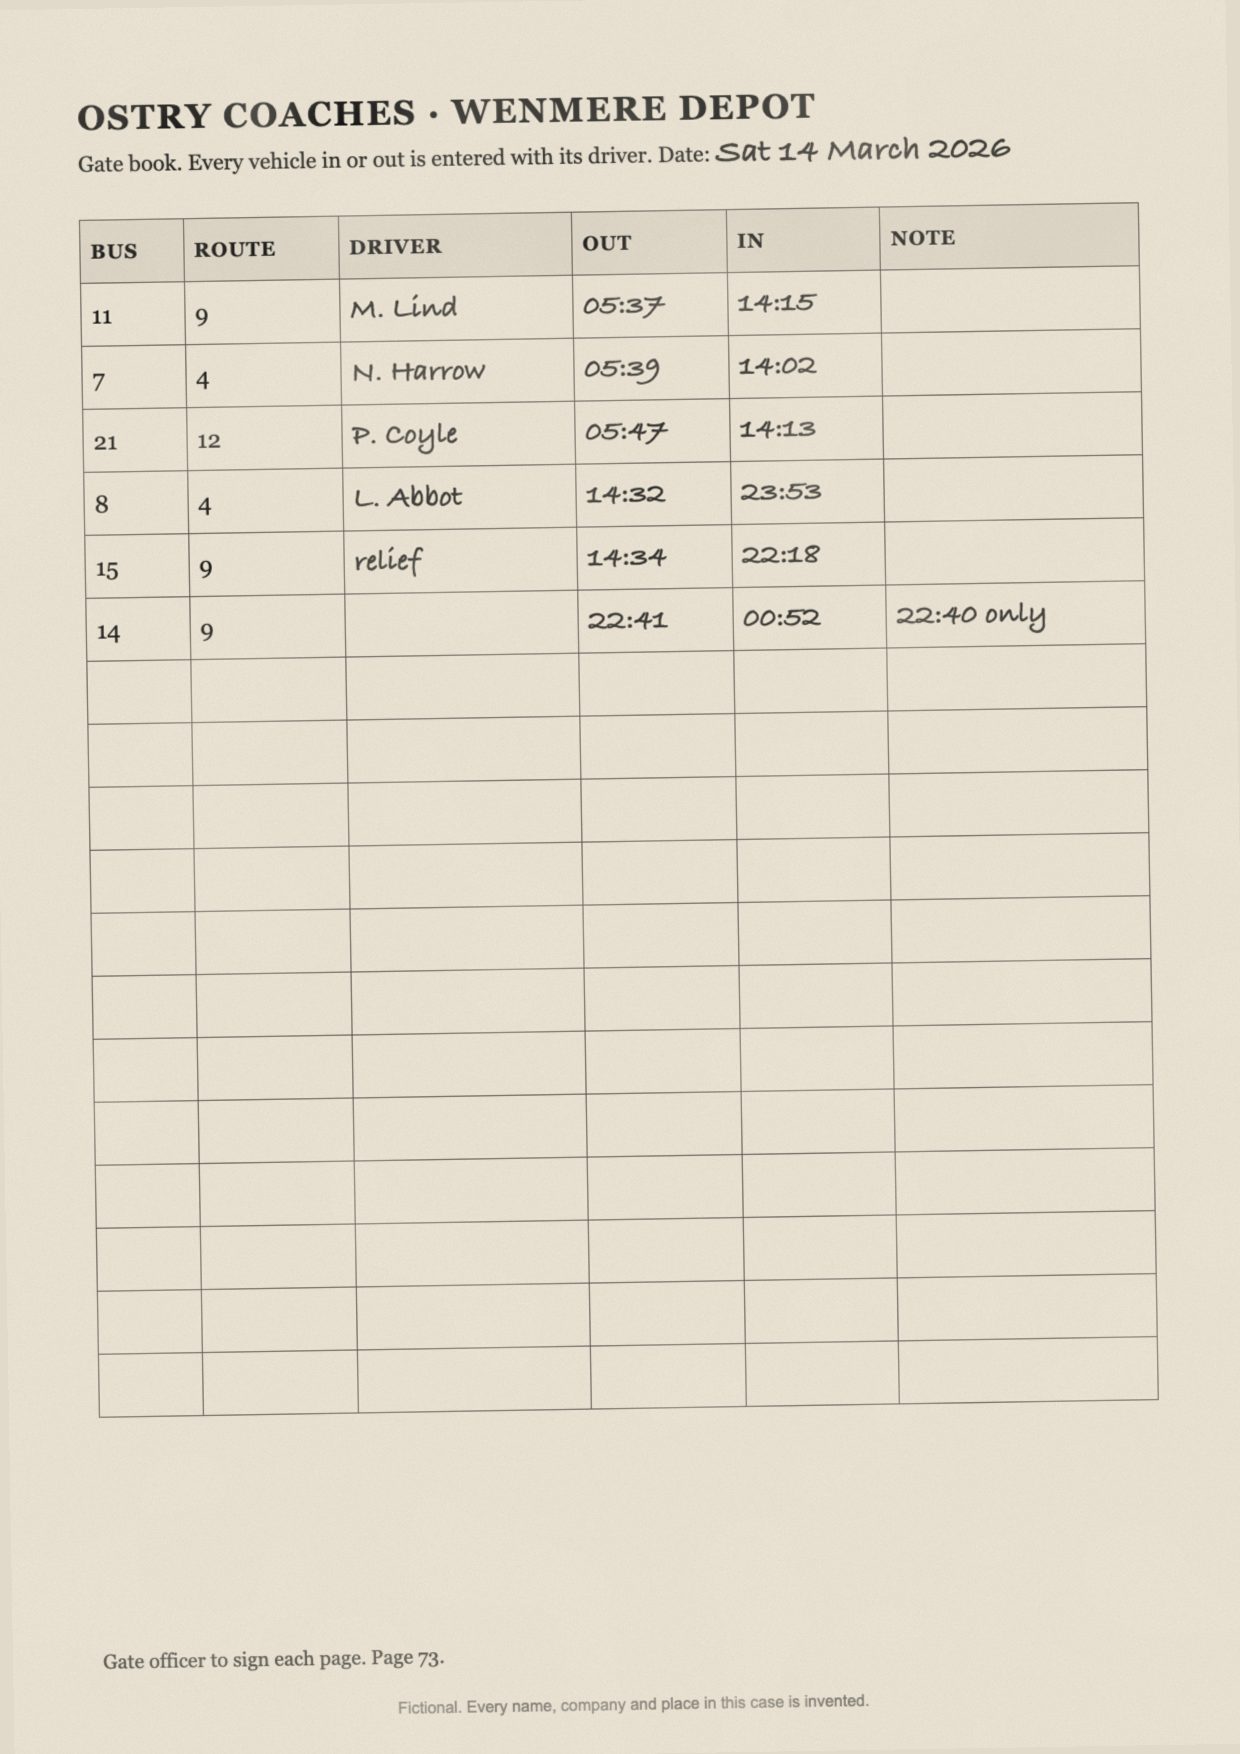 OSTRY COACHES · WENMERE DEPOT
Gate book. Every vehicle in or out is entered with its driver. Date: Sat 14 March 2026
BUS ROUTE DRIVER OUT IN NOTE
11 9 M. Lind 05:37 14:15
7 4 N. Harrow 05:39 14:02
21 12 P. Coyle 05:47 14:13
8 4 L. Abbot 14:32 23:53
15 9 relief 14:34 22:18
14 9 22:41 00:52 22:40 only
Gate officer to sign each page. Page 73.
Fictional. Every name, company and place in this case is invented.